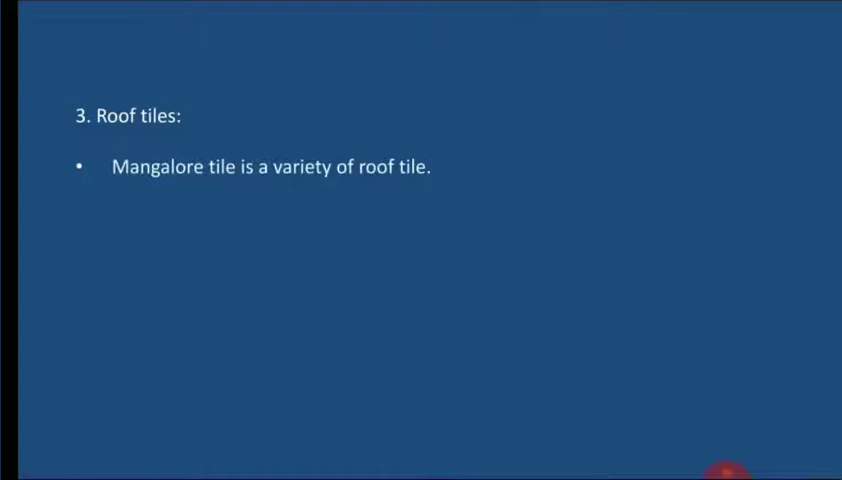 3. Roof tiles:
• Mangalore tile is a variety of roof tile.